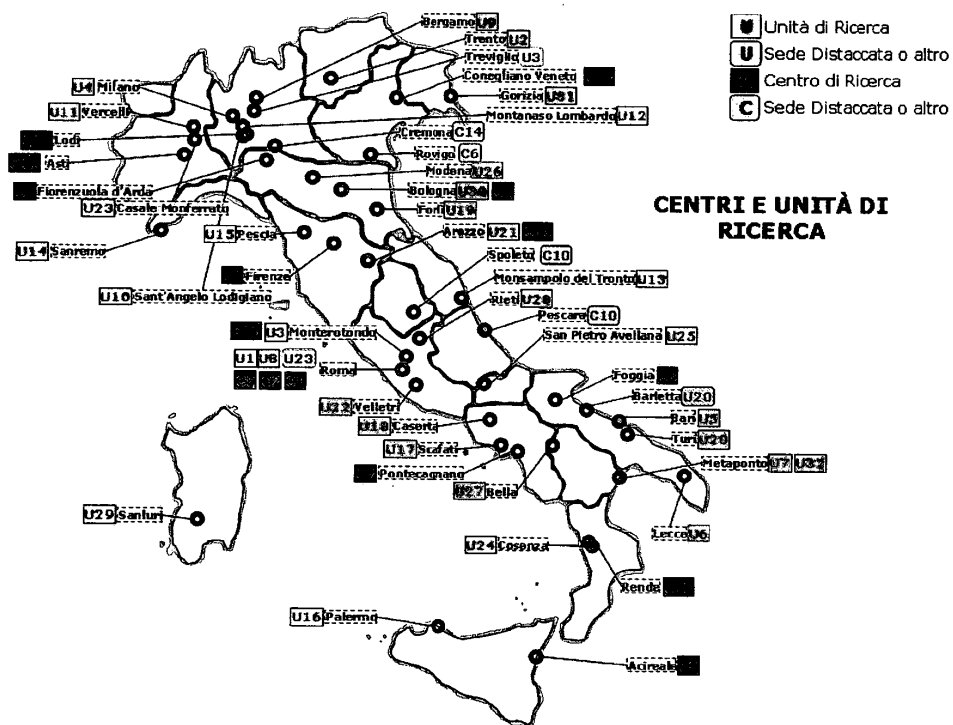 Bergamo U9
Trento U2
Treviglio U3
Conegliano Veneto
Gorizia U31
U4 Milano
U11 Vercelli
Montanaso Lombardo U12
Lodi
Cremona C14
Asti
Rovigo C6
Modena U26
Fiorenzuola d'Arda
Bologna
U23 Casale Monferrato
Forlì U19
U15 Pescia
Arezzo U21
U14 Sanremo
Spoleto C10
Firenze
Monsampolo del Tronto U13
U10 Sant'Angelo Lodigiano
Rieti U28
Pescara C10
U3 Monterotondo
San Pietro Avellana U25
U1 U8 U23
Roma
Foggia
U22 Velletri
Barletta U20
U18 Caserta
Bari U5
U17 Scafati
Turi U20
Pontecagnano
Metaponto U7 U32
U27 Bella
U29 Sanluri
Lecce U6
U24 Cosenza
Rende
U16 Palermo
Acireale
U Unità di Ricerca
U Sede Distaccata o altro
Centro di Ricerca
C Sede Distaccata o altro
CENTRI E UNITÀ DI
RICERCA